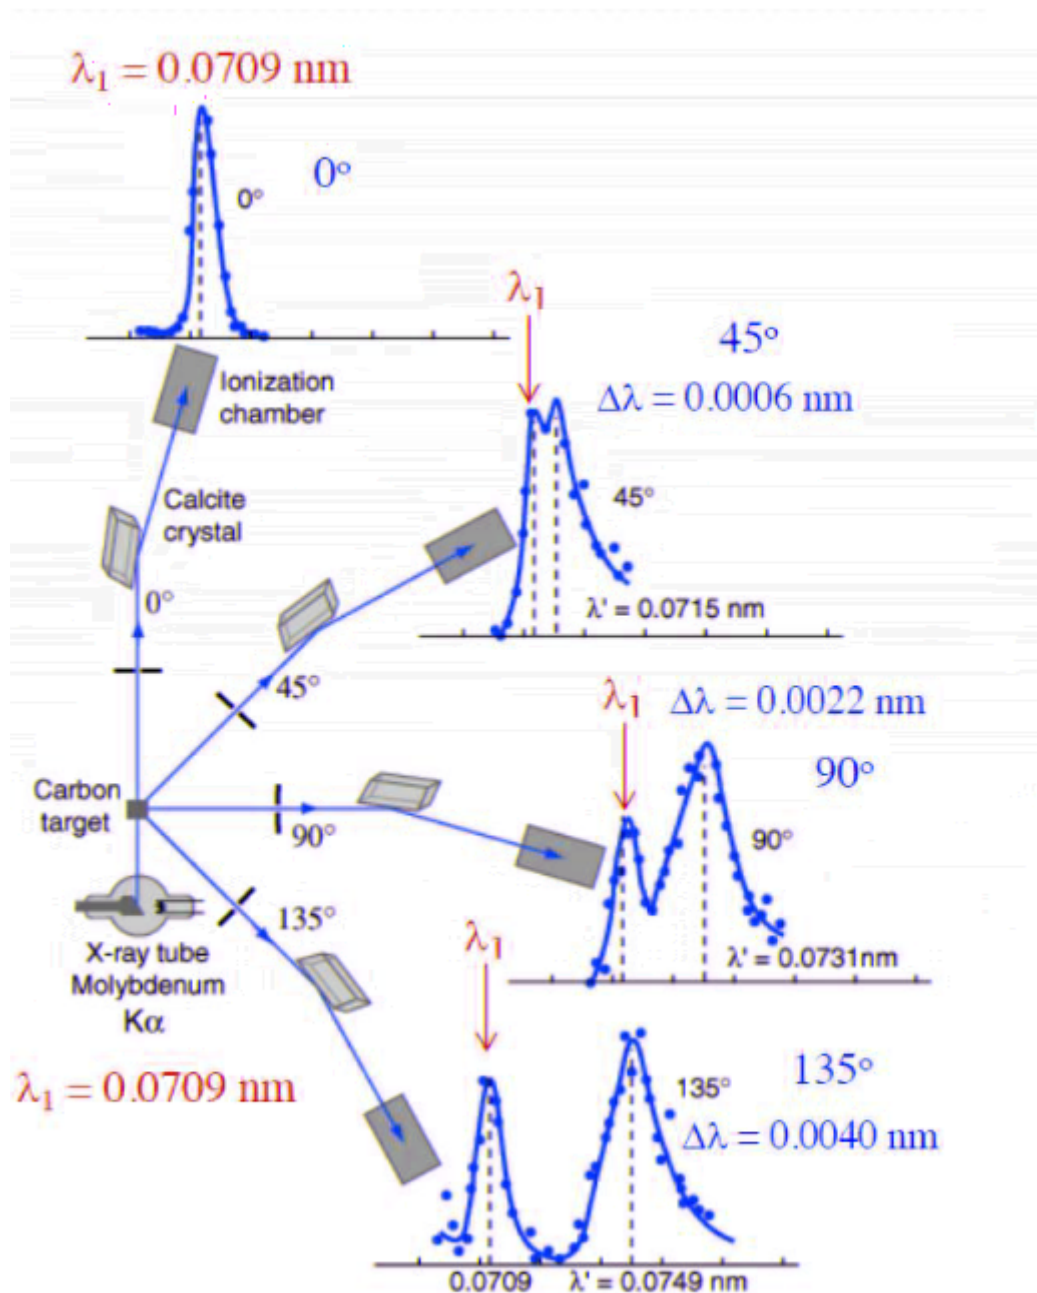 λ₁ = 0.0709 nm
0°
0°
λ₁
45°
Δλ = 0.0006 nm
Ionization
chamber
45°
Calcite
crystal
λ' = 0.0715 nm
0°
45°
λ₁
Δλ = 0.0022 nm
90°
Carbon
target
90°
90°
135°
λ' = 0.0731nm
λ₁
X-ray tube
Molybdenum
Kα
λ₁ = 0.0709 nm
135°
135°
Δλ = 0.0040 nm
0.0709
λ' = 0.0749 nm